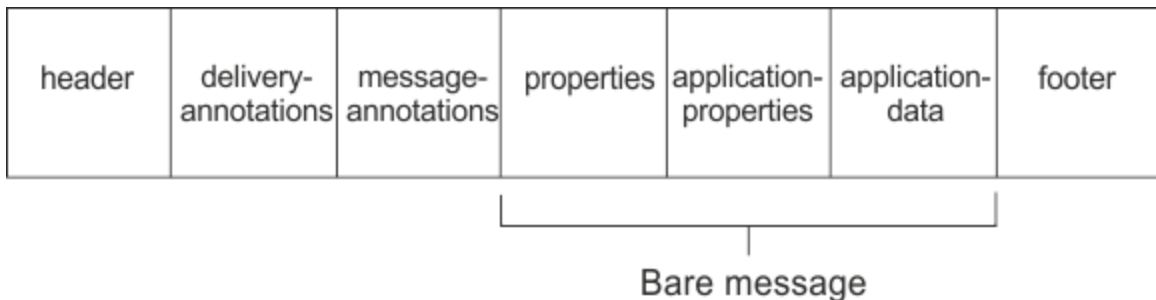 header
delivery-
annotations
message-
annotations
properties
application-
properties
application-
data
footer
Bare message